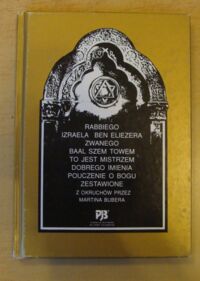 RABBIEGO
IZRAELA BEN ELIEZERA
ZWANEGO
BAAL SZEM TOWEM
TO JEST MISTRZEM
DOBREGO IMIENIA
POUCZENIE O BOGU
ZESTAWIONE
Z OKRUCHÓW PRZEZ
MARTINA BUBERA
PJB